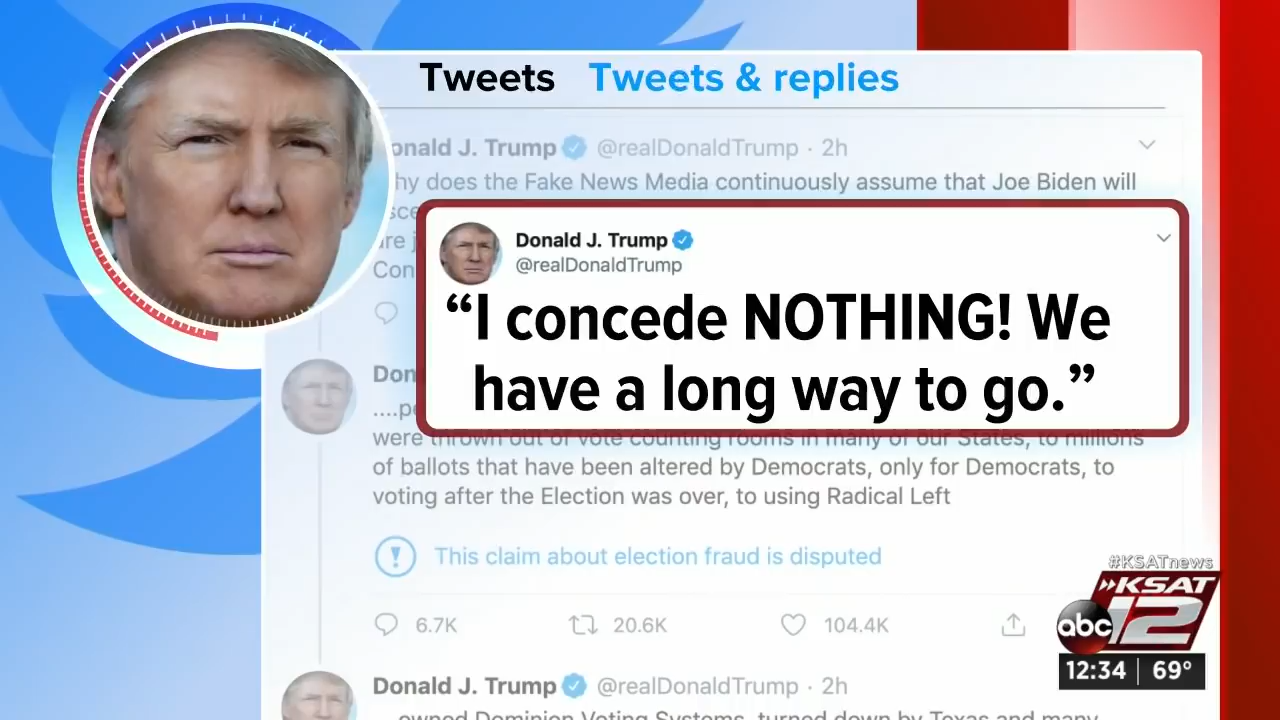 Tweets Tweets & replies
onald J. Trump @realDonaldTrump · 2h
hy does the Fake News Media continuously assume that Joe Biden will
Donald J. Trump
@realDonaldTrump
“I concede NOTHING! We
have a long way to go.”
Con
Don
were thrown out of vote counting rooms in many of our States, to millions
of ballots that have been altered by Democrats, only for Democrats, to
voting after the Election was over, to using Radical Left
This claim about election fraud is disputed
6.7K 20.6K 104.4K
Donald J. Trump @realDonaldTrump · 2h
owned Dominion Voting Systems, turned down by Texas and many
#KSATnews
KSAT
abc 12
12:34 69°